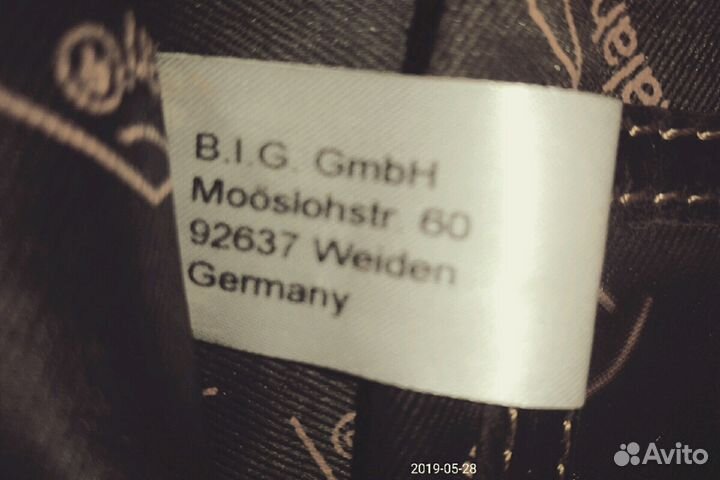 B.I.G. GmbH
Moöslohstr. 60
92637 Weiden
Germany
2019-05-28
Avito